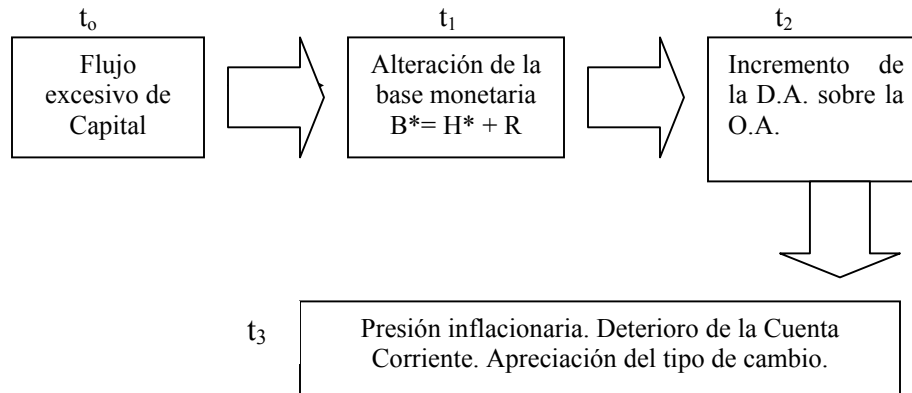 t₀
Flujo
excesivo de
Capital
t₁
Alteración de la
base monetaria
B*= H* + R
t₂
Incremento de
la D.A. sobre la
O.A.
t₃
Presión inflacionaria. Deterioro de la Cuenta
Corriente. Apreciación del tipo de cambio.